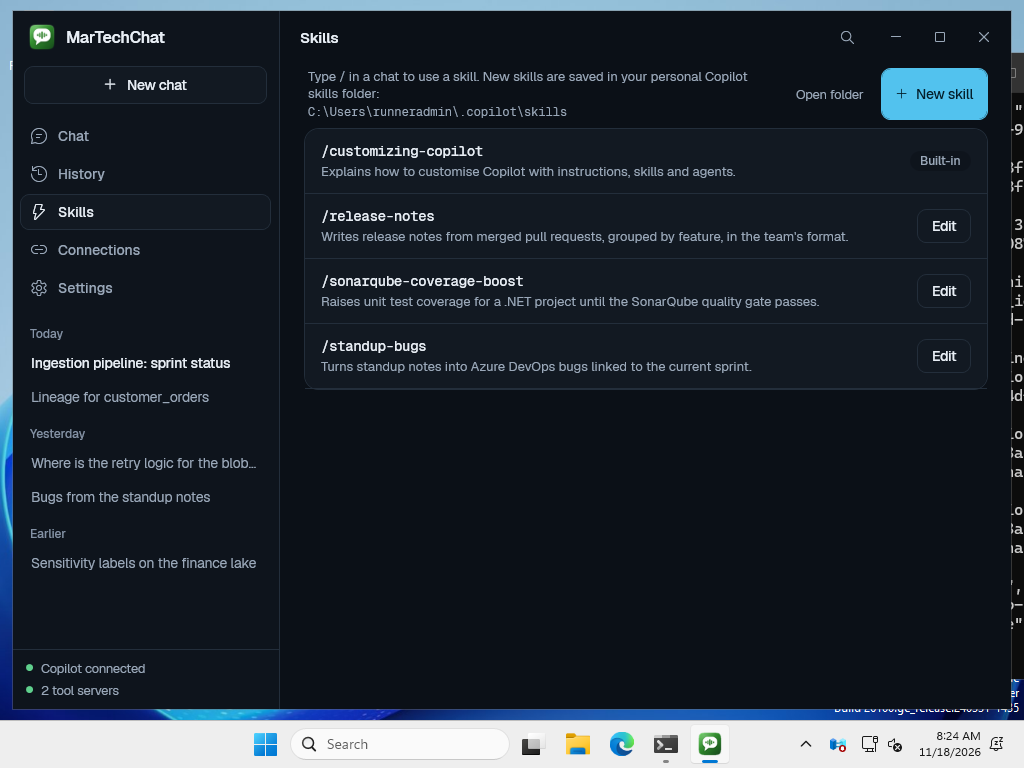 MarTechChat
New chat
Chat
History
Skills
Connections
Settings
Today
Ingestion pipeline: sprint status
Lineage for customer_orders
Yesterday
Where is the retry logic for the blob…
Bugs from the standup notes
Earlier
Sensitivity labels on the finance lake
Copilot connected
2 tool servers
Skills
Type / in a chat to use a skill. New skills are saved in your personal Copilot
skills folder:
C:\Users\runneradmin\.copilot\skills
Open folder
+ New skill
/customizing-copilot
Explains how to customise Copilot with instructions, skills and agents.
Built-in
/release-notes
Writes release notes from merged pull requests, grouped by feature, in the team's format.
Edit
/sonarqube-coverage-boost
Raises unit test coverage for a .NET project until the SonarQube quality gate passes.
Edit
/standup-bugs
Turns standup notes into Azure DevOps bugs linked to the current sprint.
Edit
Search
8:24 AM
11/18/2026